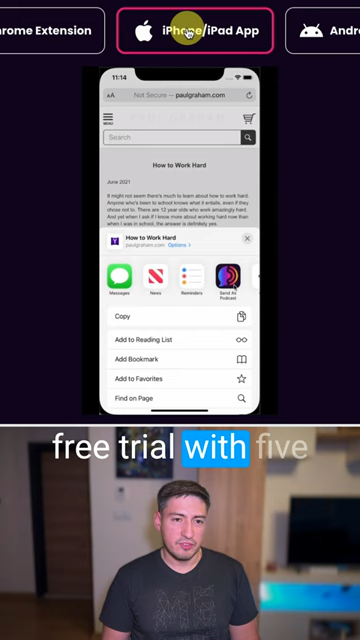 hrome Extension
iPhone/iPad App
Andro
11:14
AA
Not Secure — paulgraham.com
MENU
Search
How to Work Hard
June 2021
It might not seem there's much to learn about how to work hard.
Anyone who's been to school knows what it entails, even if they
chose not to. There are 12 year olds who work amazingly hard.
And yet when I ask if I know more about working hard now than
when I was in school, the answer is definitely yes.
How to Work Hard
paulgraham.com
Options >
Messages
News
Reminders
Send As
Podcast
Copy
Add to Reading List
Add Bookmark
Add to Favorites
Find on Page
free trial with five